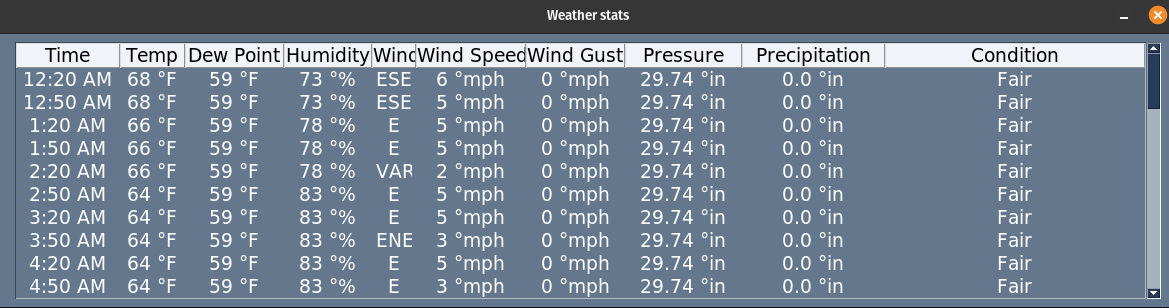 Weather stats
Time Temp Dew Point Humidity Wind Wind Speed Wind Gust Pressure Precipitation Condition
12:20 AM 68 °F 59 °F 73 °% ESE 6 °mph 0 °mph 29.74 °in 0.0 °in Fair
12:50 AM 68 °F 59 °F 73 °% ESE 5 °mph 0 °mph 29.74 °in 0.0 °in Fair
1:20 AM 66 °F 59 °F 78 °% E 5 °mph 0 °mph 29.74 °in 0.0 °in Fair
1:50 AM 66 °F 59 °F 78 °% E 5 °mph 0 °mph 29.74 °in 0.0 °in Fair
2:20 AM 66 °F 59 °F 78 °% VAR 2 °mph 0 °mph 29.74 °in 0.0 °in Fair
2:50 AM 64 °F 59 °F 83 °% E 5 °mph 0 °mph 29.74 °in 0.0 °in Fair
3:20 AM 64 °F 59 °F 83 °% E 5 °mph 0 °mph 29.74 °in 0.0 °in Fair
3:50 AM 64 °F 59 °F 83 °% ENE 3 °mph 0 °mph 29.74 °in 0.0 °in Fair
4:20 AM 64 °F 59 °F 83 °% E 5 °mph 0 °mph 29.74 °in 0.0 °in Fair
4:50 AM 64 °F 59 °F 83 °% E 3 °mph 0 °mph 29.74 °in 0.0 °in Fair